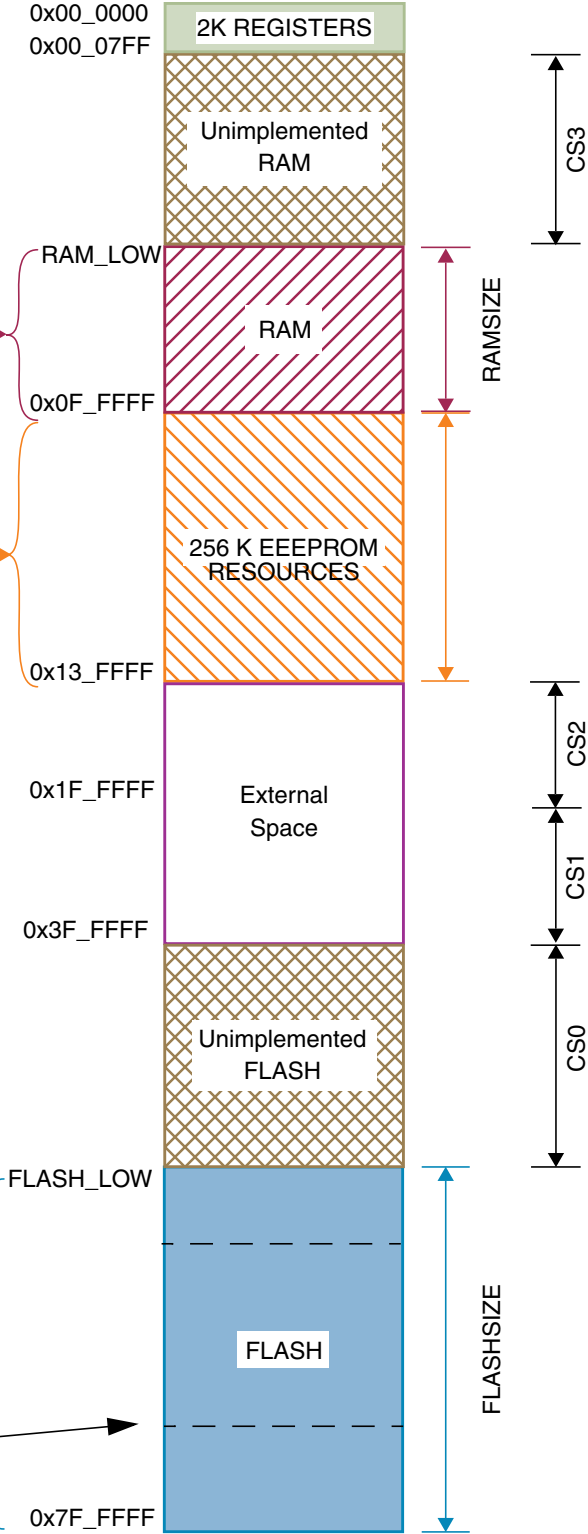 0x00_0000
2K REGISTERS
0x00_07FF
Unimplemented
RAM
CS3
RAM_LOW
RAM
RAMSIZE
0x0F_FFFF
256 K EEEPROM
RESOURCES
0x13_FFFF
CS2
0x1F_FFFF
External
Space
CS1
0x3F_FFFF
Unimplemented
FLASH
CS0
FLASH_LOW
FLASH
FLASHSIZE
0x7F_FFFF